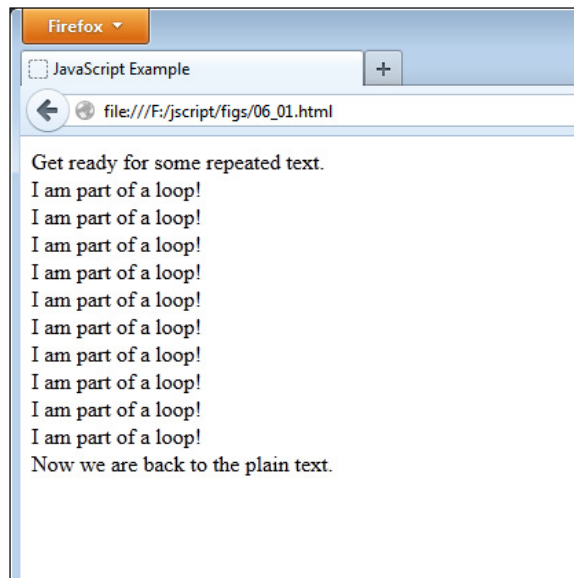 Firefox
JavaScript Example
file:///F:/jscript/figs/06_01.html
Get ready for some repeated text.
I am part of a loop!
I am part of a loop!
I am part of a loop!
I am part of a loop!
I am part of a loop!
I am part of a loop!
I am part of a loop!
I am part of a loop!
I am part of a loop!
I am part of a loop!
Now we are back to the plain text.